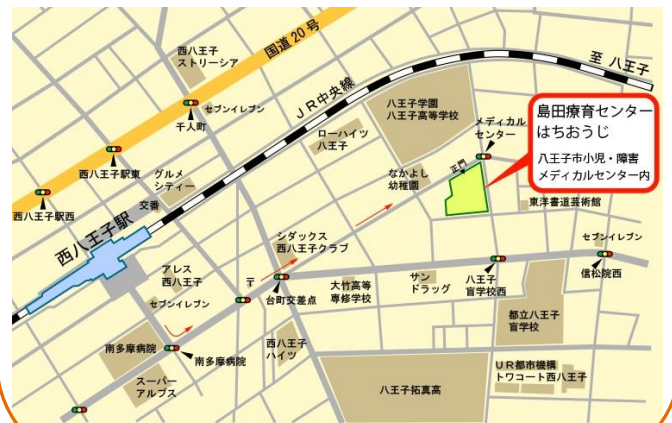 西八王子
ストリーシア
国道20号
至 八王子
セブンイレブン
千人町
JR中央線
八王子学園
八王子高等学校
メディカル
センター
島田療育センター
はちおうじ
八王子市小児・障害
メディカルセンター内
ローハイツ
八王子
西八王子駅東
グルメ
シティー
なかよし
幼稚園
正門
西八王子駅西
交番
東洋書道芸術館
西八王子駅
シダックス
西八王子クラブ
セブンイレブン
アレス
西八王子
〒
台町交差点
大竹高等
専修学校
サン
ドラッグ
八王子
盲学校西
信松院西
セブンイレブン
都立八王子
盲学校
南多摩病院
南多摩病院
西八王子
ハイツ
スーパー
アルプス
八王子拓真高
UR都市機構
トワコート西八王子